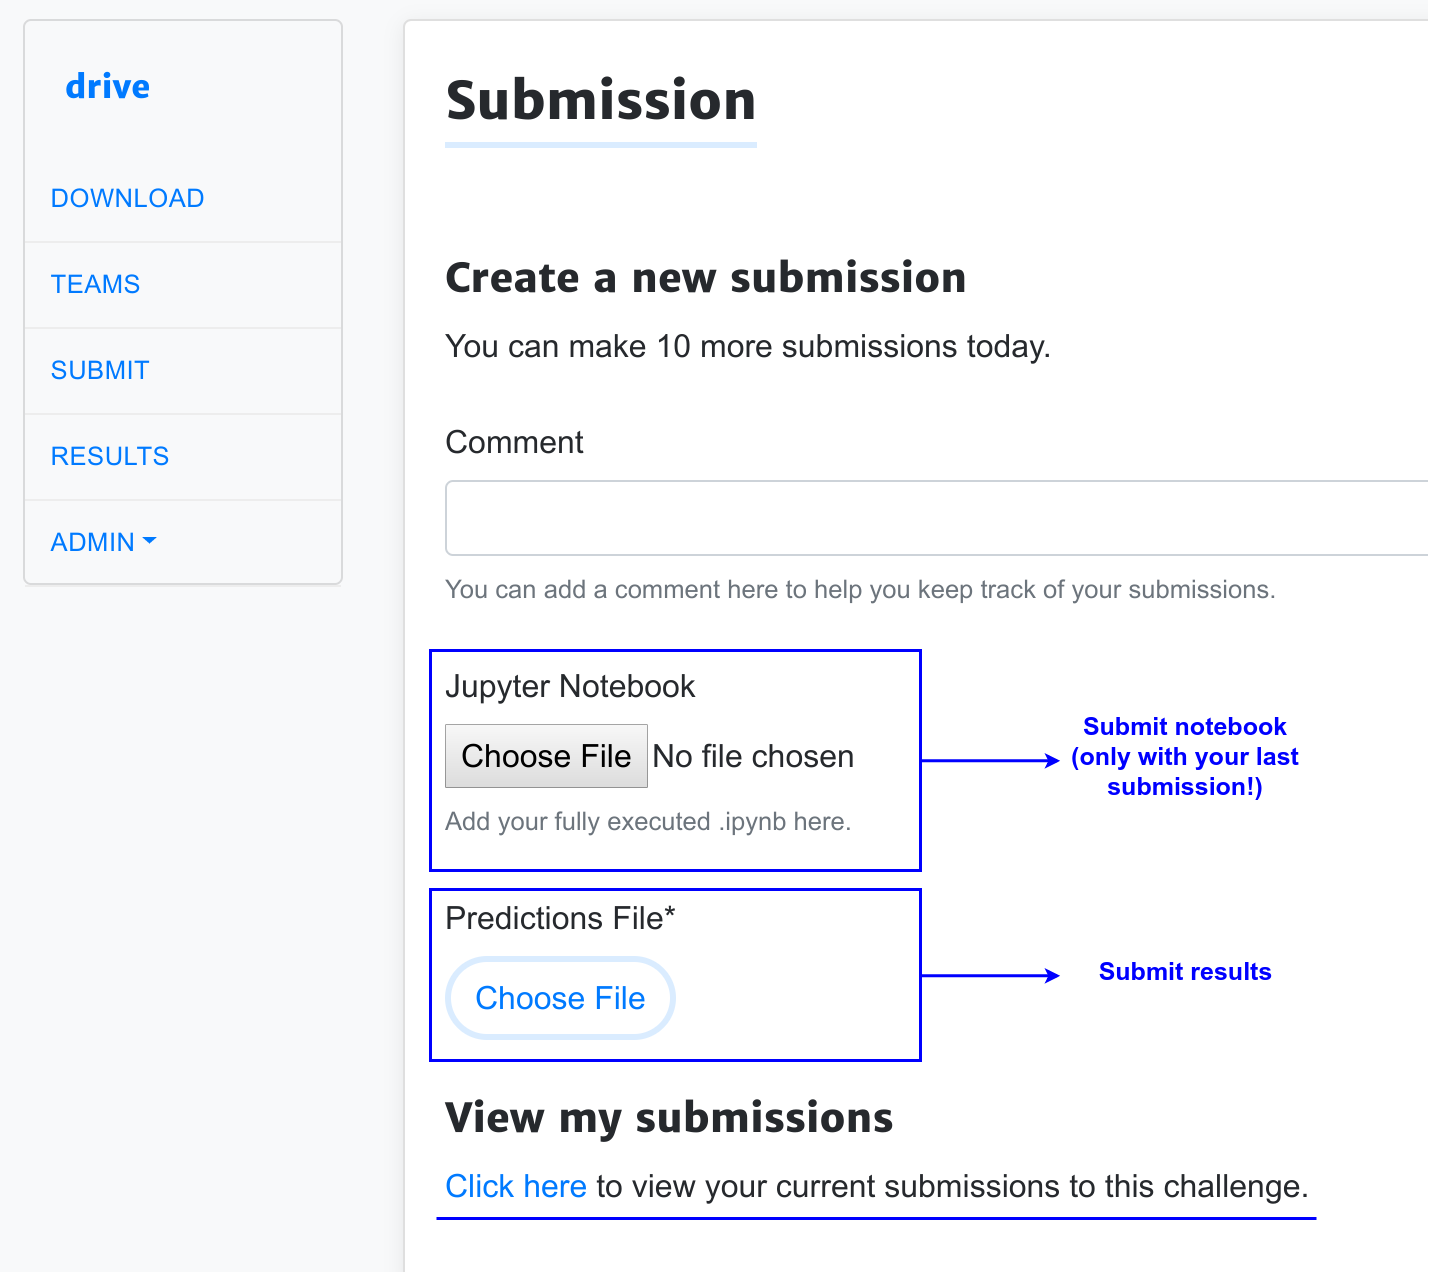 drive
DOWNLOAD
TEAMS
SUBMIT
RESULTS
ADMIN
Submission
Create a new submission
You can make 10 more submissions today.
Comment
You can add a comment here to help you keep track of your submissions.
Jupyter Notebook
Choose File No file chosen
Add your fully executed .ipynb here.
Submit notebook
(only with your last
submission!)
Predictions File*
Choose File
Submit results
View my submissions
Click here to view your current submissions to this challenge.